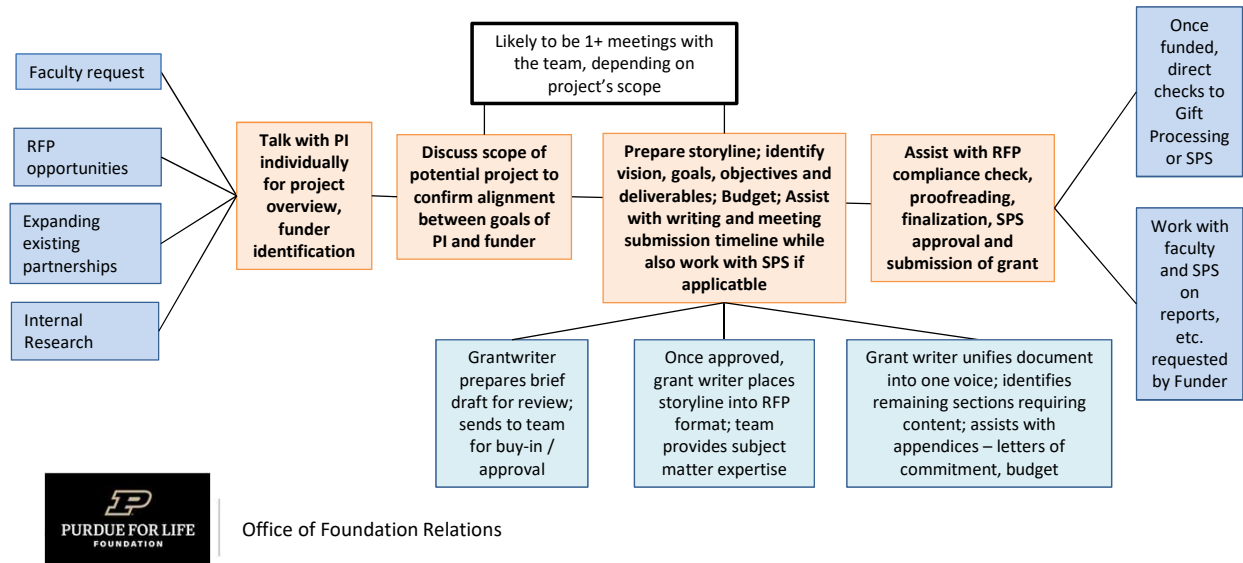 Faculty request
RFP
opportunities
Expanding
existing
partnerships
Internal
Research
Talk with PI
individually
for project
overview,
funder
identification
Likely to be 1+ meetings with
the team, depending on
project's scope
Discuss scope of
potential project to
confirm alignment
between goals of
PI and funder
Prepare storyline; identify
vision, goals, objectives and
deliverables; Budget; Assist
with writing and meeting
submission timeline while
also work with SPS if
applicatble
Assist with RFP
compliance check,
proofreading,
finalization, SPS
approval and
submission of grant
Once
funded,
direct
checks to
Gift
Processing
or SPS
Work with
faculty
and SPS
on
reports,
etc.
requested
by Funder
Grantwriter
prepares brief
draft for review;
sends to team
for buy-in /
approval
Once approved,
grant writer places
storyline into RFP
format; team
provides subject
matter expertise
Grant writer unifies document
into one voice; identifies
remaining sections requiring
content; assists with
appendices – letters of
commitment, budget
P
PURDUE FOR LIFE
FOUNDATION
Office of Foundation Relations